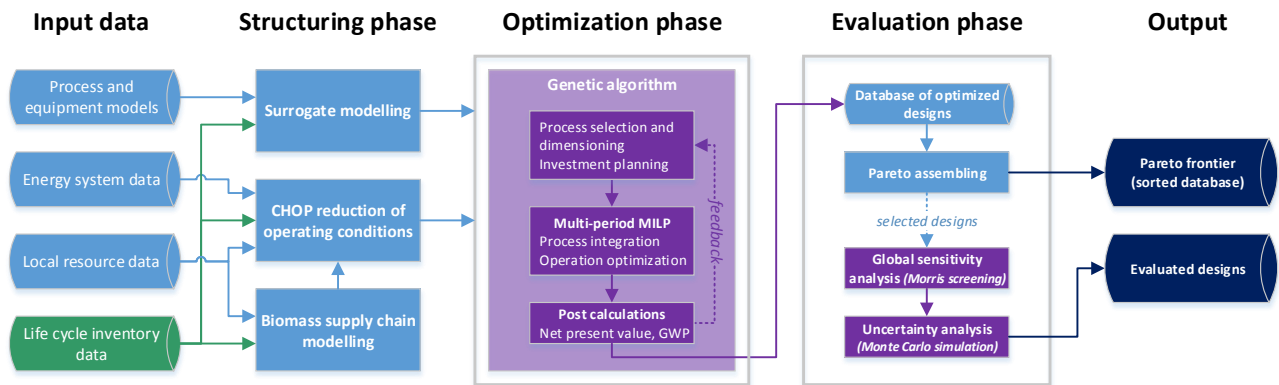 Input data
Structuring phase
Optimization phase
Evaluation phase
Output
Process and
equipment models
Energy system data
Local resource data
Life cycle inventory
data
Surrogate modelling
CHOP reduction of
operating conditions
Biomass supply chain
modelling
Genetic algorithm
Process selection and
dimensioning
Investment planning
Multi-period MILP
Process integration
Operation optimization
Post calculations
Net present value, GWP
feedback
Database of optimized
designs
Pareto assembling
selected designs
Global sensitivity
analysis (Morris screening)
Uncertainty analysis
(Monte Carlo simulation)
Pareto frontier
(sorted database)
Evaluated designs